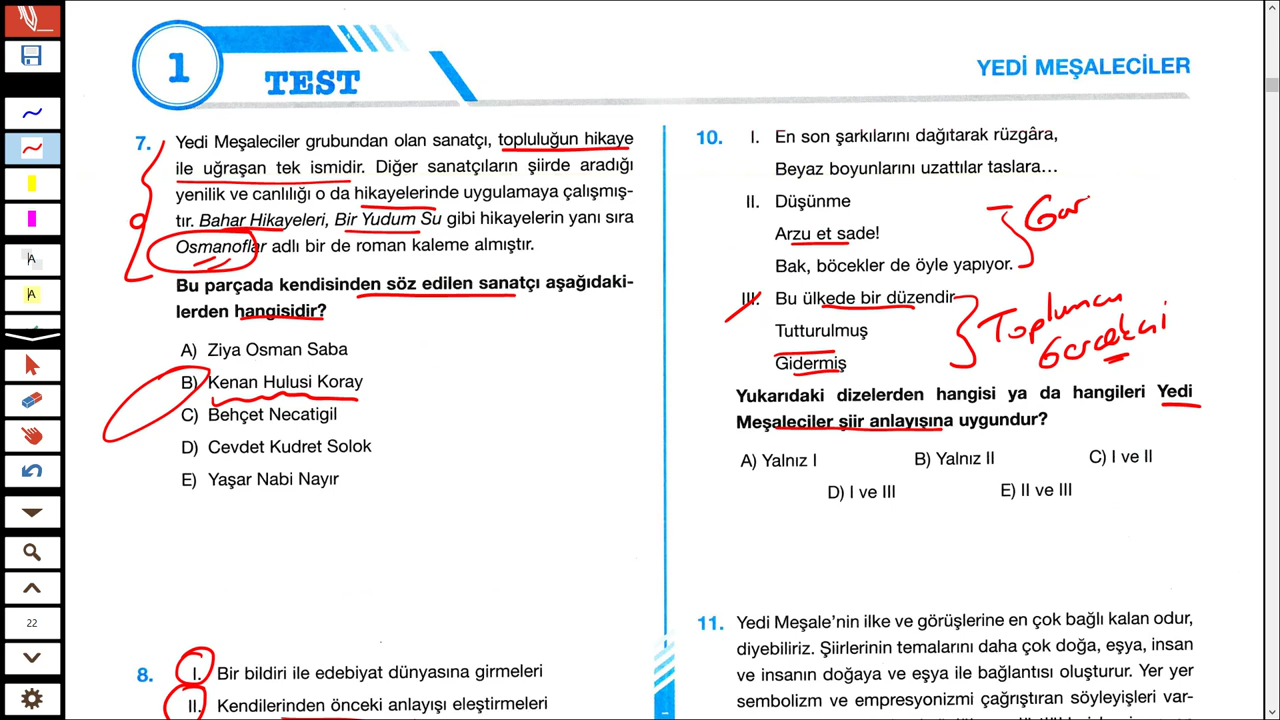 1
TEST
YEDİ MEŞALECİLER
7. Yedi Meşaleciler grubundan olan sanatçı, topluluğun hikaye
ile uğraşan tek ismidir. Diğer sanatçıların şiirde aradığı
yenilik ve canlılığı o da hikayelerinde uygulamaya çalışmış-
tır. Bahar Hikayeleri, Bir Yudum Su gibi hikayelerin yanı sıra
Osmanoflar adlı bir de roman kaleme almıştır.
Bu parçada kendisinden söz edilen sanatçı aşağıdaki-
lerden hangisidir?
A) Ziya Osman Saba
B) Kenan Hulusi Koray
C) Behçet Necatigil
D) Cevdet Kudret Solok
E) Yaşar Nabi Nayır
8. I. Bir bildiri ile edebiyat dünyasına girmeleri
II. Kendilerinden önceki anlayışı eleştirmeleri
10. I. En son şarkılarını dağıtarak rüzgâra,
Beyaz boyunlarını uzattılar taslara...
II. Düşünme
Arzu et sade!
Bak, böcekler de öyle yapıyor.
Gar
III. Bu ülkede bir düzendir
Tutturulmuş
Gidermiş
Toplumcu
Gerçekçi
Yukarıdaki dizelerden hangisi ya da hangileri Yedi
Meşaleciler şiir anlayışına uygundur?
A) Yalnız I B) Yalnız II C) I ve II
D) I ve III E) II ve III
11. Yedi Meşale'nin ilke ve görüşlerine en çok bağlı kalan odur,
diyebiliriz. Şiirlerinin temalarını daha çok doğa, eşya, insan
ve insanın doğaya ve eşya ile bağlantısı oluşturur. Yer yer
sembolizm ve empresyonizmi çağrıştıran söyleyişleri var-
A
A
22